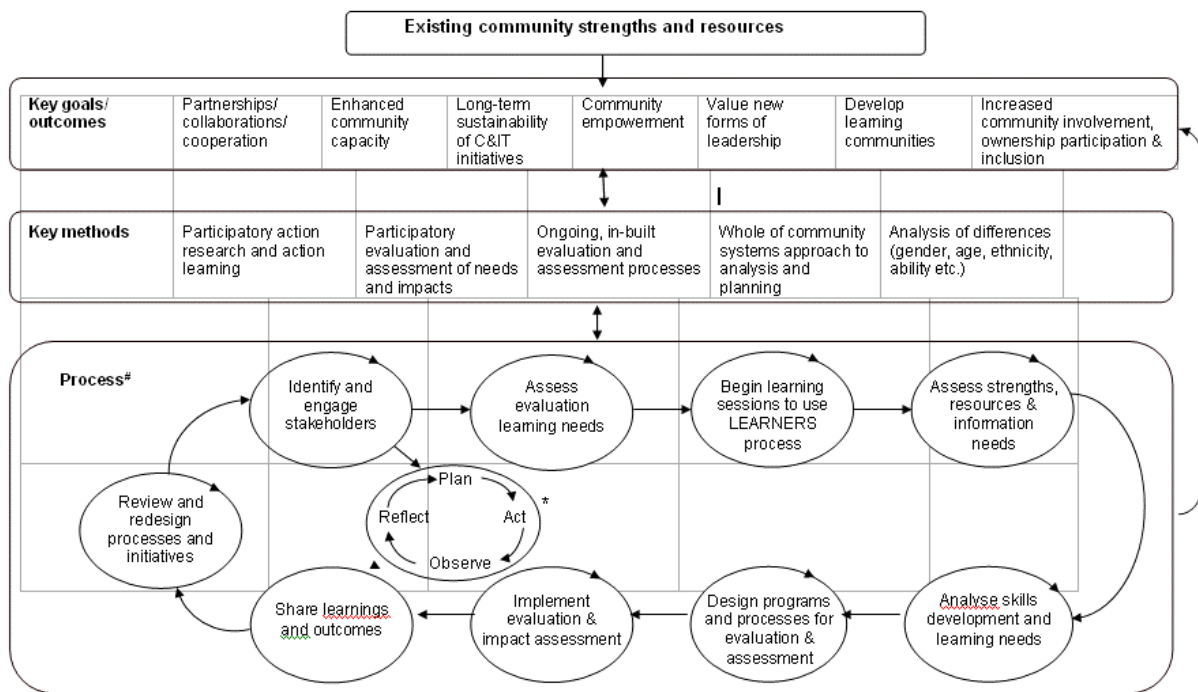 Existing community strengths and resources
Key goals/
outcomes
Partnerships/
collaborations/
cooperation
Enhanced
community
capacity
Long-term
sustainability
of C&IT
initiatives
Community
empowerment
Value new
forms of
leadership
Develop
learning
communities
Increased
community involvement,
ownership participation &
inclusion
Key methods
Participatory action
research and action
learning
Participatory
evaluation and
assessment of needs
and impacts
Ongoing, in-built
evaluation and
assessment processes
Whole of community
systems approach to
analysis and
planning
Analysis of differences
(gender, age, ethnicity,
ability etc.)
Process#
Identify and
engage
stakeholders
Assess
evaluation
learning needs
Begin learning
sessions to use
LEARNERS
process
Assess strengths,
resources &
information
needs
Review and
redesign
processes and
initiatives
Plan
*
Reflect
Act
Observe
Share learnings
and outcomes
Implement
evaluation &
impact assessment
Design programs
and processes for
evaluation &
assessment
Analyse skills
development and
learning needs